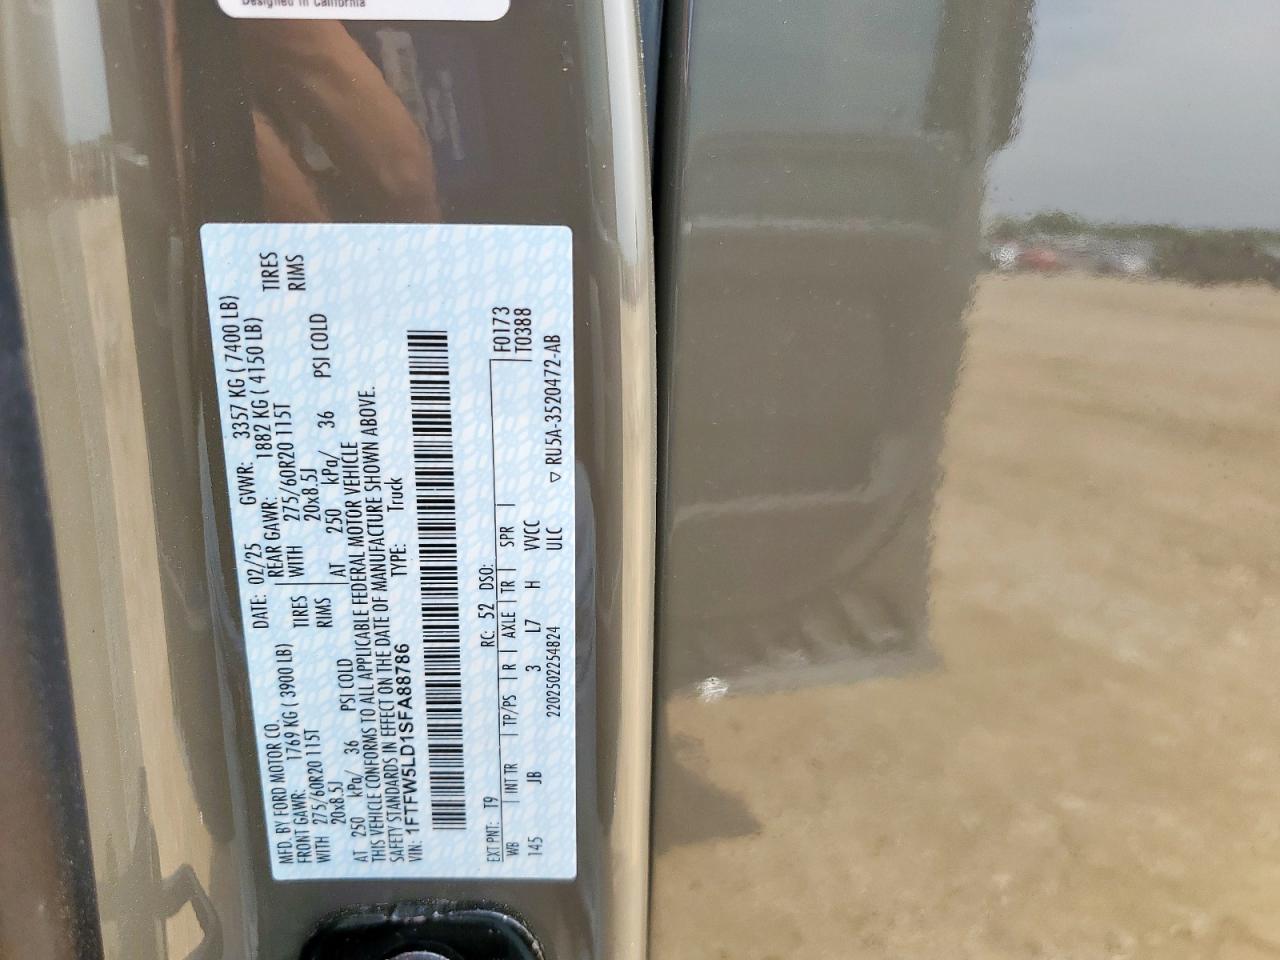 Designed in California
MFD. BY FORD MOTOR CO.
DATE: 02/25 GVWR: 3357 KG ( 7400 LB)
FRONT GAWR: 1769 KG ( 3900 LB)
REAR GAWR: 1882 KG ( 4150 LB)
WITH 275/60R20 115T TIRES
WITH 275/60R20 115T TIRES
20x8.5J RIMS
20x8.5J RIMS
AT 250 kPa/ 36 PSI COLD
AT 250 kPa/ 36 PSI COLD
THIS VEHICLE CONFORMS TO ALL APPLICABLE FEDERAL MOTOR VEHICLE
SAFETY STANDARDS IN EFFECT ON THE DATE OF MANUFACTURE SHOWN ABOVE.
VIN: 1FTFW5LD1SFA88786 TYPE: Truck
EXT PNT: T9 RC: 52 DSO: F0173
WB INT TR TP/PS R AXLE TR SPR T0388
145 JB 3 L7 H VVCC
2202502254824 ULC ▽ RU5A-3520472-AB